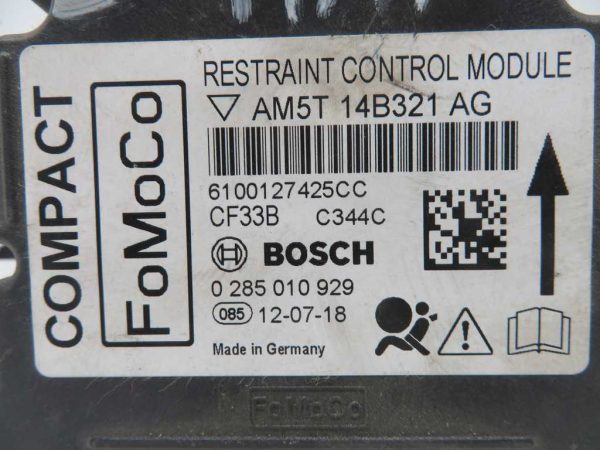 COMPACT
FoMoCo
RESTRAINT CONTROL MODULE
AM5T 14B321 AG
6100127425CC
CF33B C344C
BOSCH
0 285 010 929
085 12-07-18
Made in Germany
FoMoCo